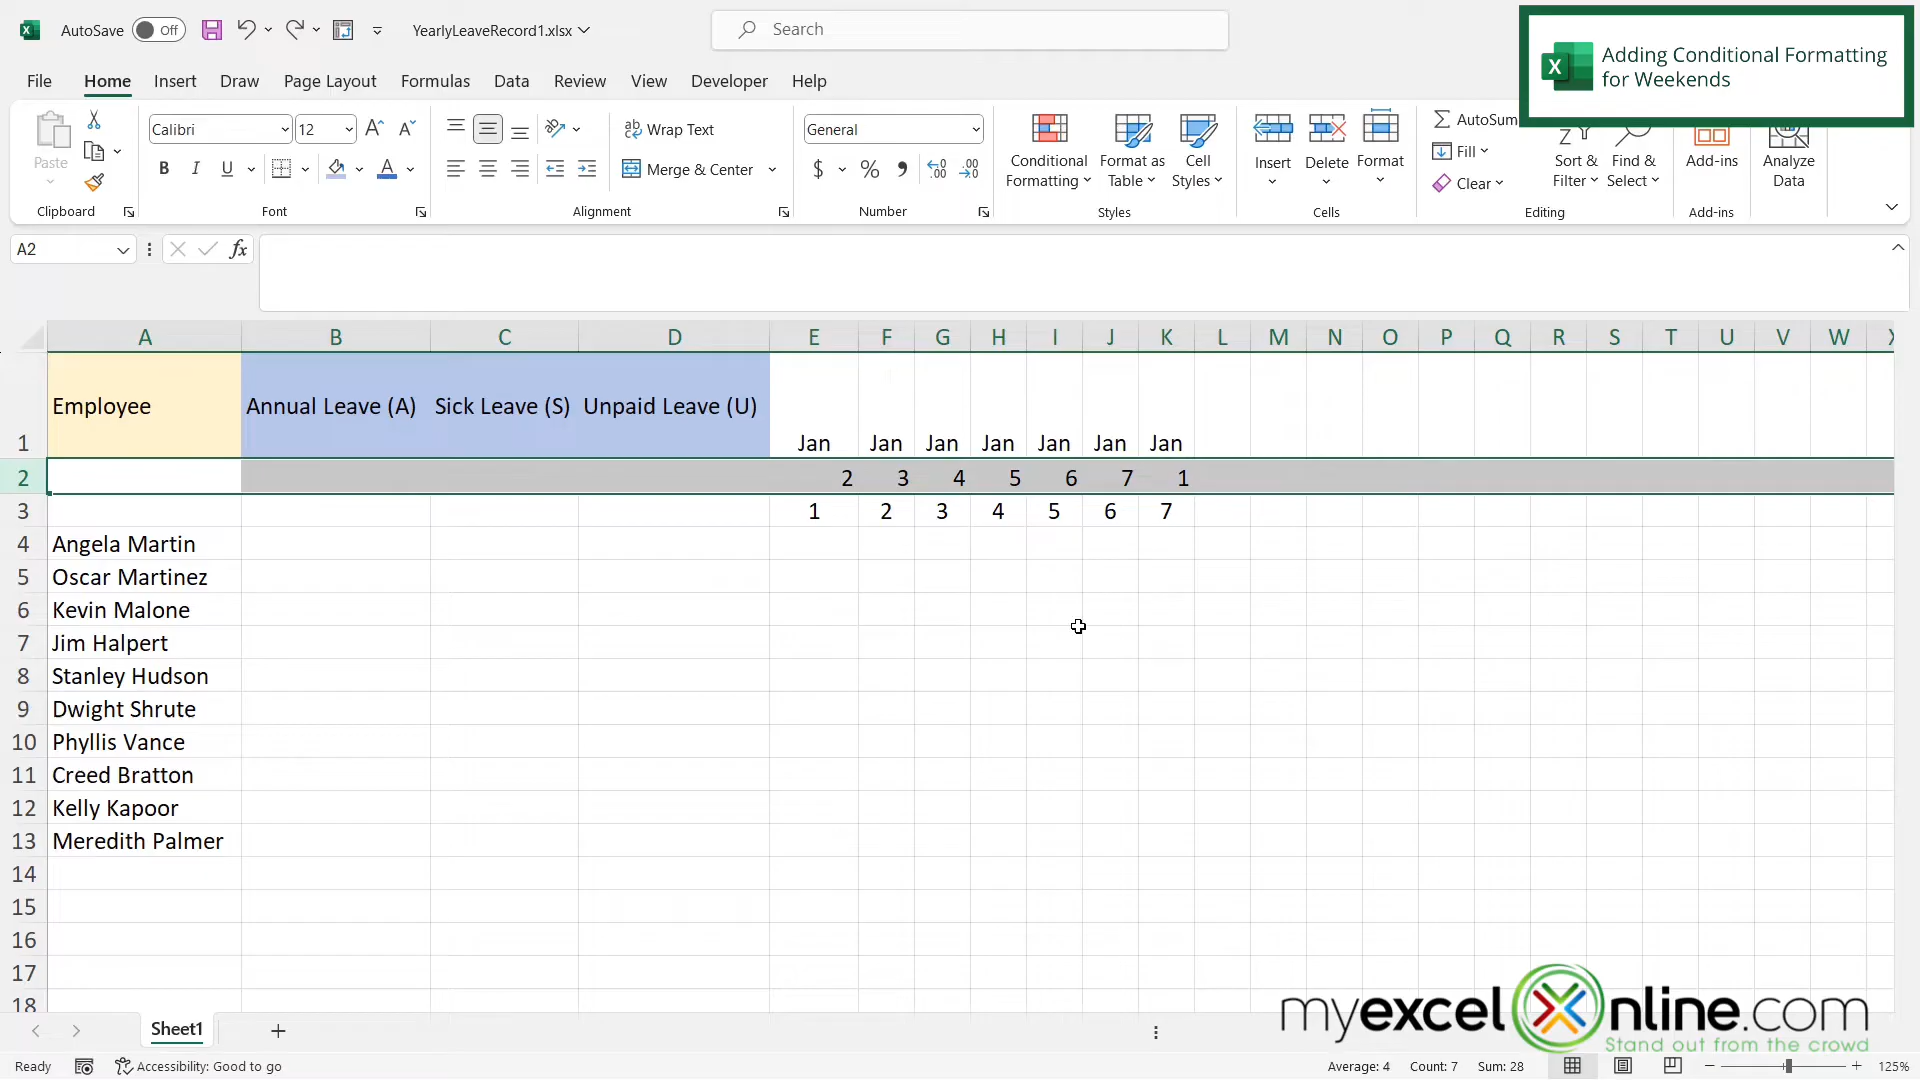 AutoSave Off YearlyLeaveRecord1.xlsx Search
Adding Conditional Formatting
for Weekends
File Home Insert Draw Page Layout Formulas Data Review View Developer Help
Paste
Clipboard
Calibri 12
B I U A
Font
Wrap Text
Merge & Center
Alignment
General
$ % 9
Number
Conditional
Formatting
Format as
Table
Cell
Styles
Styles
Insert Delete Format
Cells
AutoSum
Fill
Clear
Sort &
Filter
Find &
Select
Editing
Add-ins
Add-ins
Analyze
Data
A2 fx
A B C D E F G H I J K L M N O P Q R S T U V W
1 Employee Annual Leave (A) Sick Leave (S) Unpaid Leave (U) Jan Jan Jan Jan Jan Jan Jan
2 2 3 4 5 6 7 1
3 1 2 3 4 5 6 7
4 Angela Martin
5 Oscar Martinez
6 Kevin Malone
7 Jim Halpert
8 Stanley Hudson
9 Dwight Shrute
10 Phyllis Vance
11 Creed Bratton
12 Kelly Kapoor
13 Meredith Palmer
14
15
16
17
18
Sheet1
myexcelonline.com
Stand out from the crowd
Ready Accessibility: Good to go Average: 4 Count: 7 Sum: 28 125%